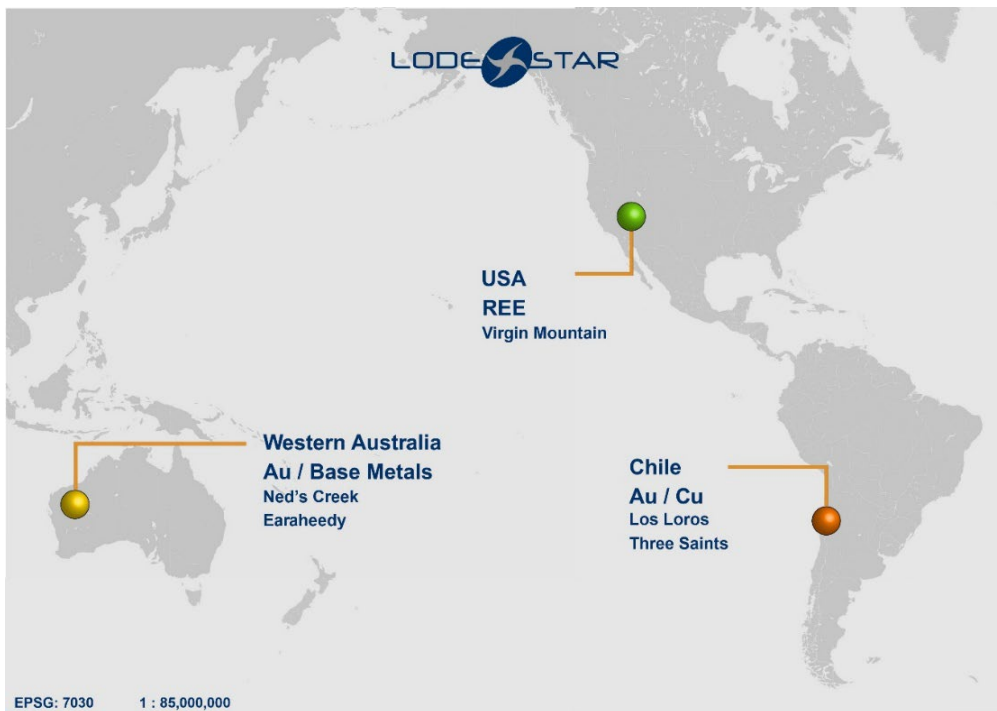 LODE STAR
USA
REE
Virgin Mountain
Western Australia
Au / Base Metals
Ned's Creek
Earaheedy
Chile
Au / Cu
Los Loros
Three Saints
EPSG: 7030 1 : 85,000,000